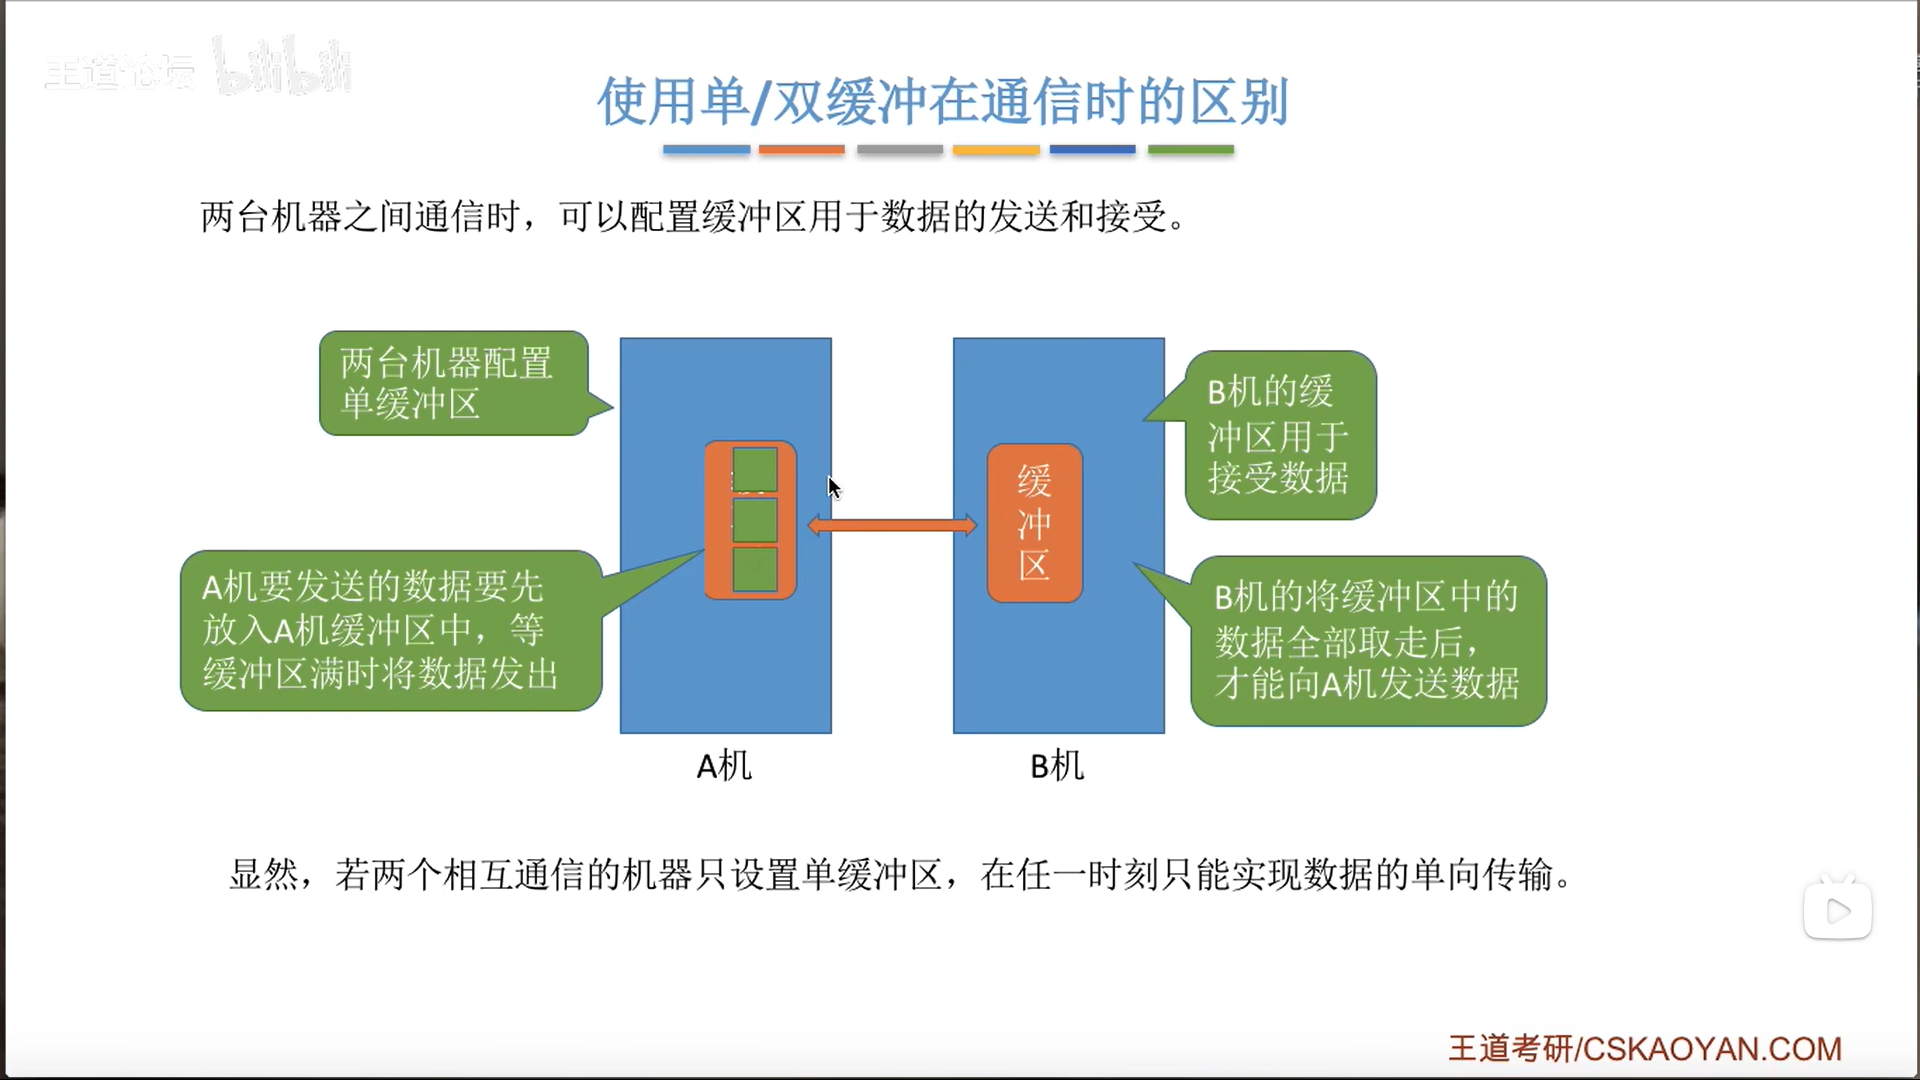 王道论坛 bilibili
使用单/双缓冲在通信时的区别
两台机器之间通信时，可以配置缓冲区用于数据的发送和接受。
两台机器配置
单缓冲区
B机的缓
冲区用于
接受数据
缓
冲
区
A机要发送的数据要先
放入A机缓冲区中，等
缓冲区满时将数据发出
B机的将缓冲区中的
数据全部取走后，
才能向A机发送数据
A机
B机
显然，若两个相互通信的机器只设置单缓冲区，在任一时刻只能实现数据的单向传输。
王道考研/CSKAOYAN.COM